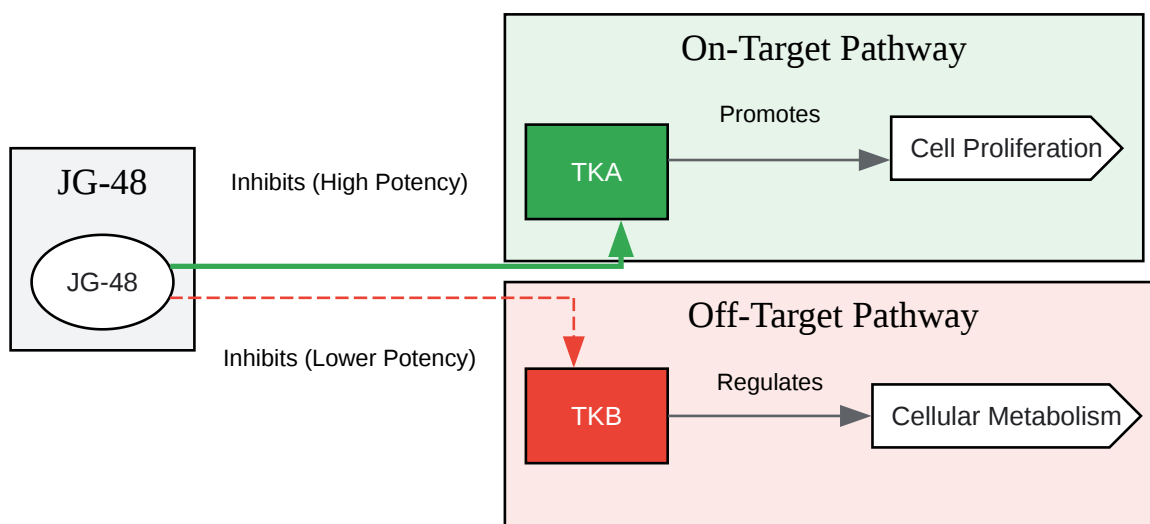 On-Target Pathway
Promotes
TKA
Cell Proliferation
JG-48
Inhibits (High Potency)
JG-48
Off-Target Pathway
Inhibits (Lower Potency)
Regulates
TKB
Cellular Metabolism